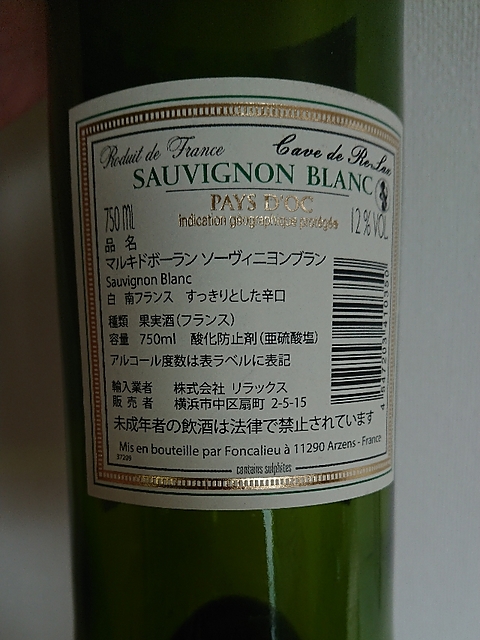 Produit de France
Cave de Re-Lax
SAUVIGNON BLANC
PAYS D'OC
indication géographique protégée
750 ml
12 % VOL.
品 名
マルキドボーラン ソーヴィニヨンブラン
Sauvignon Blanc
白 南フランス すっきりとした辛口
種類 果実酒（フランス）
容量 750ml 酸化防止剤（亜硫酸塩）
アルコール度数は表ラベルに表記
輸入業者 株式会社 リラックス
販 売 者 横浜市中区扇町 2-5-15
未成年者の飲酒は法律で禁止されています
Mis en bouteille par Foncalieu à 11290 Arzens - France
37209
contains sulphites